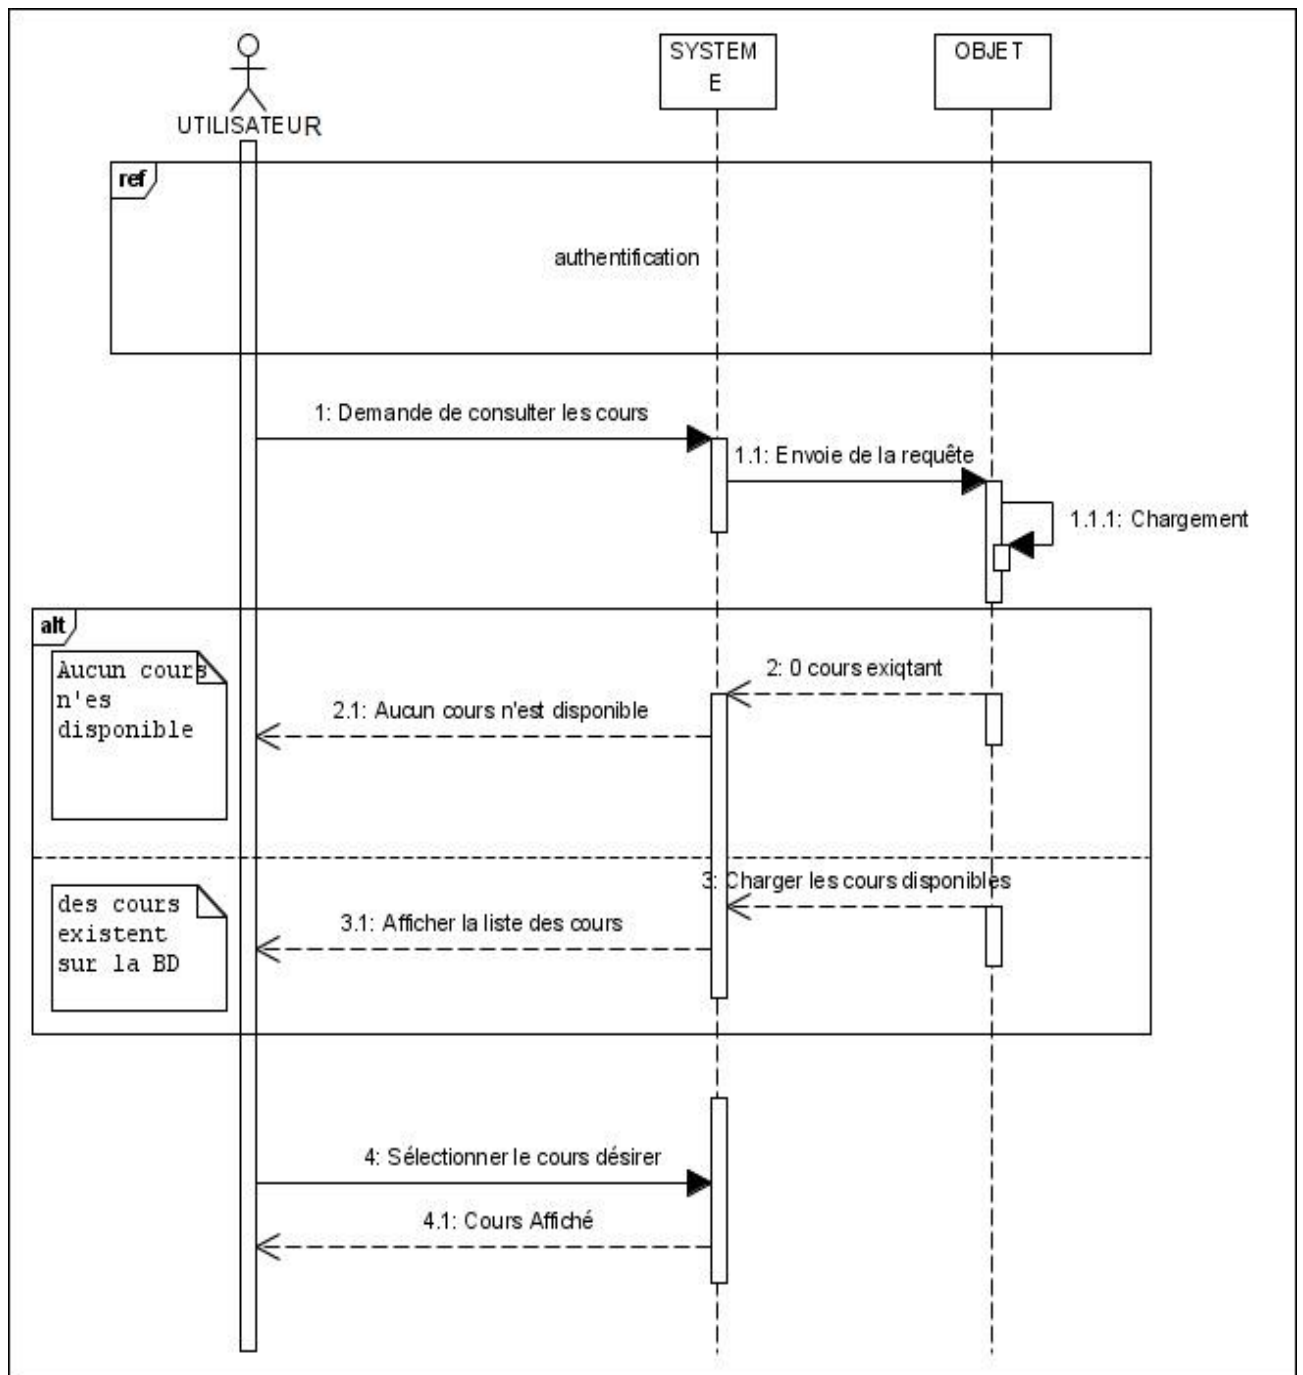 SYSTEM
E
OBJET
UTILISATEUR
ref
authentification
1: Demande de consulter les cours
1.1: Envoie de la requête
1.1.1: Chargement
alt
Aucun cours
n'es
disponible
2: 0 cours exiqtant
2.1: Aucun cours n'est disponible
3: Charger les cours disponibles
des cours
existent
sur la BD
3.1: Afficher la liste des cours
4: Sélectionner le cours désirer
4.1: Cours Affiché